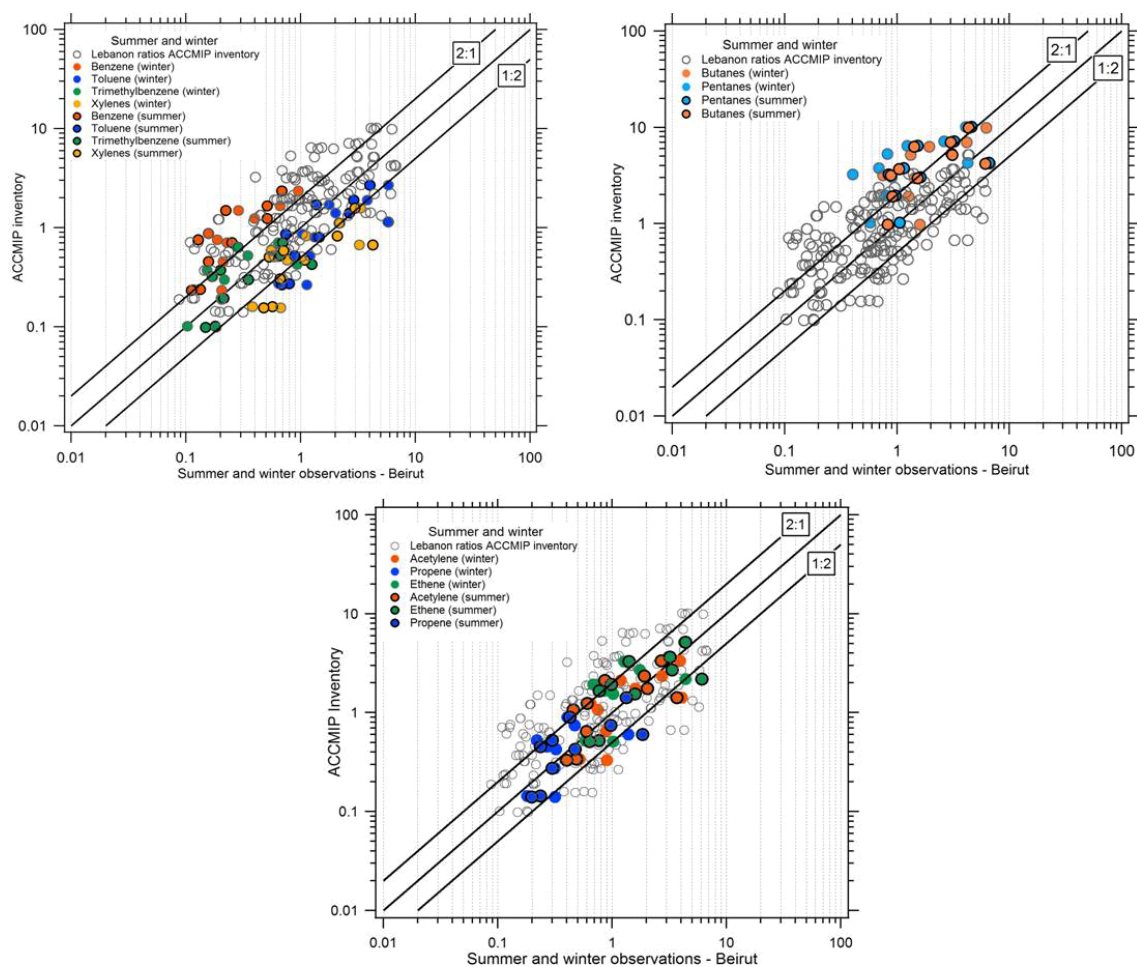 100
10
1
0.1
0.01
ACCMIP inventory
Summer and winter
Lebanon ratios ACCMIP inventory
Benzene (winter)
Toluene (winter)
Trimethylbenzene (winter)
Xylenes (winter)
Benzene (summer)
Toluene (summer)
Trimethylbenzene (summer)
Xylenes (summer)
2:1
1:2
0.01 0.1 1 10 100
Summer and winter observations - Beirut
100
10
1
0.1
0.01
ACCMIP inventory
Summer and winter
Lebanon ratios ACCMIP inventory
Butanes (winter)
Pentanes (winter)
Pentanes (summer)
Butanes (summer)
2:1
1:2
0.01 0.1 1 10 100
Summer and winter observations - Beirut
100
10
1
0.1
0.01
ACCMIP Inventory
Summer and winter
Lebanon ratios ACCMIP inventory
Acetylene (winter)
Propene (winter)
Ethene (winter)
Acetylene (summer)
Ethene (summer)
Propene (summer)
2:1
1:2
0.01 0.1 1 10 100
Summer and winter observations - Beirut